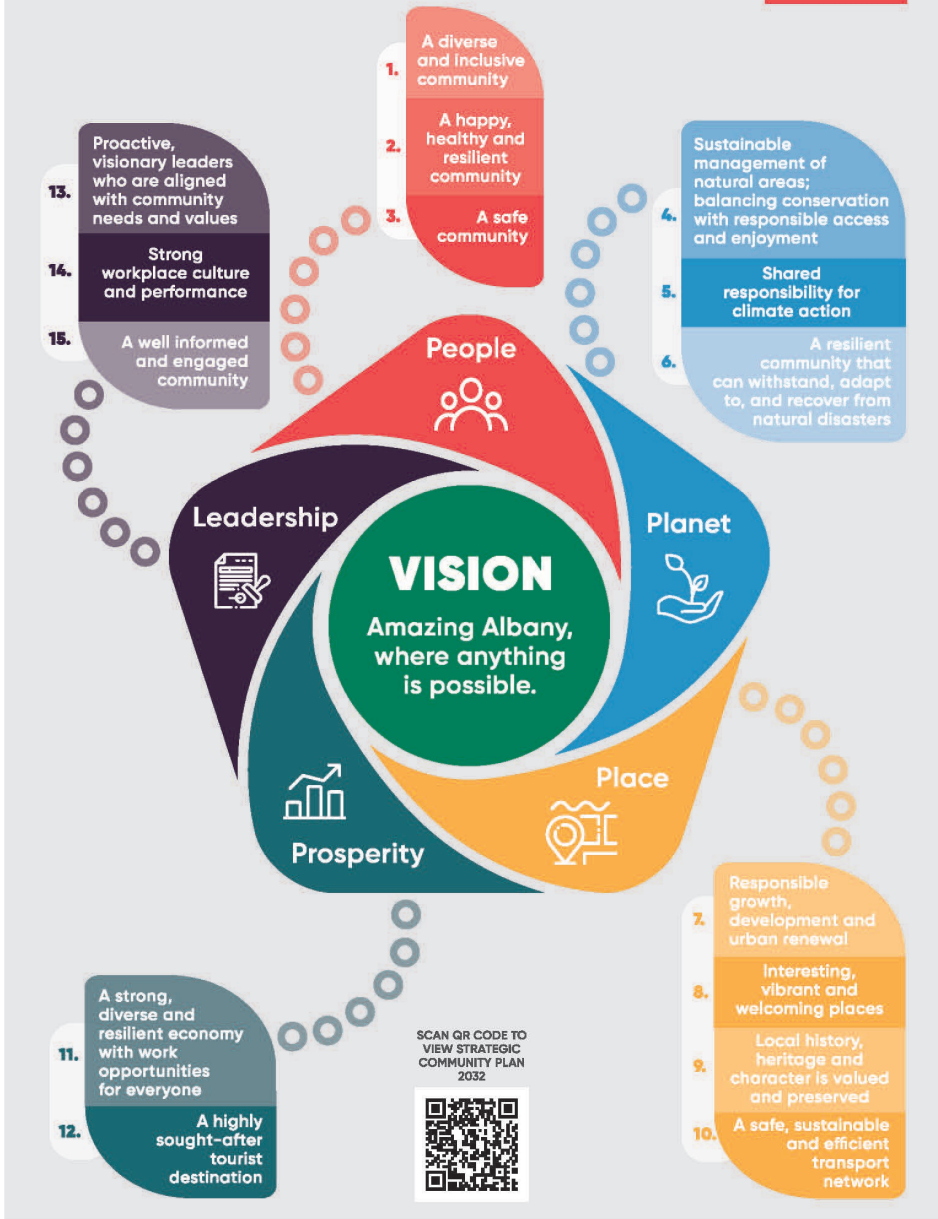 1.
A diverse
and inclusive
community
2.
A happy,
healthy and
resilient
community
3.
A safe
community
13.
Proactive,
visionary leaders
who are aligned
with community
needs and values
14.
Strong
workplace culture
and performance
15.
A well informed
and engaged
community
4.
Sustainable
management of
natural areas;
balancing conservation
with responsible access
and enjoyment
5.
Shared
responsibility for
climate action
6.
A resilient
community that
can withstand, adapt
to, and recover from
natural disasters
People
Leadership
Planet
VISION
Amazing Albany,
where anything
is possible.
Place
Prosperity
7.
Responsible
growth,
development and
urban renewal
8.
Interesting,
vibrant and
welcoming places
9.
Local history,
heritage and
character is valued
and preserved
10.
A safe, sustainable
and efficient
transport
network
11.
A strong,
diverse and
resilient economy
with work
opportunities
for everyone
12.
A highly
sought-after
tourist
destination
SCAN QR CODE TO
VIEW STRATEGIC
COMMUNITY PLAN
2032